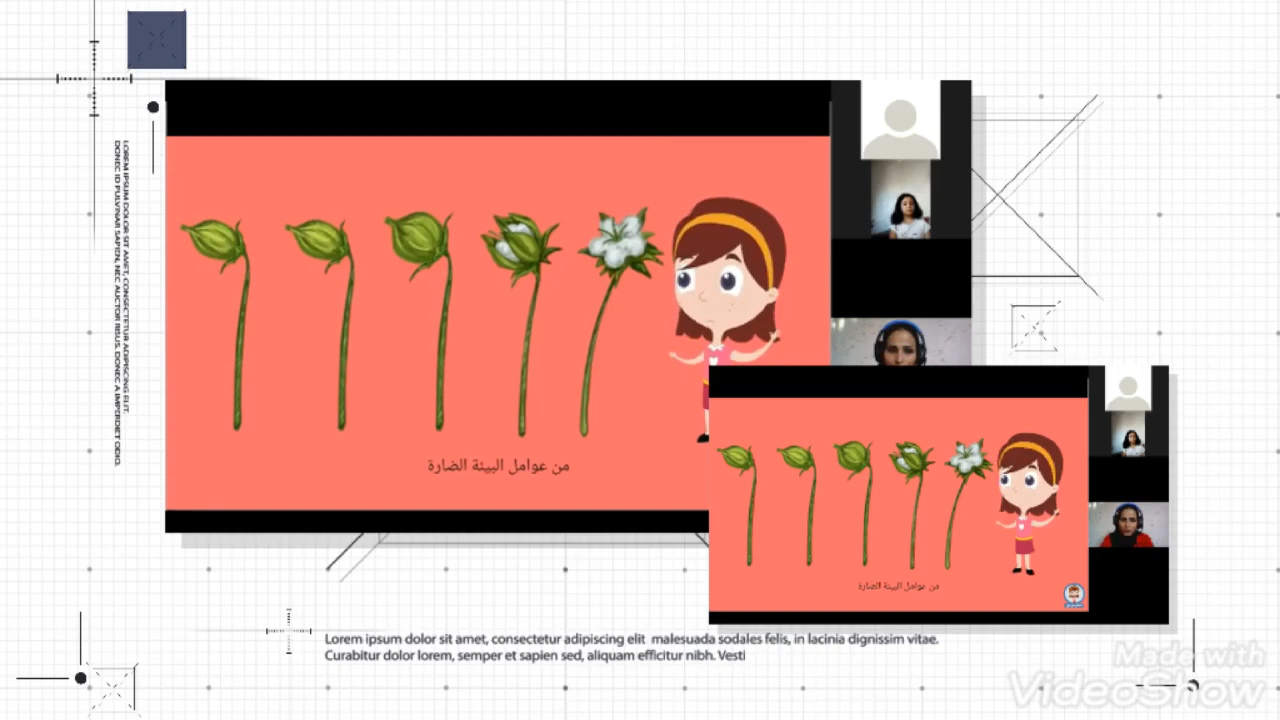 LOREM IPSUM DOLOR SIT AMET, CONSECTETUR ADIPISCING ELIT.
DONEC ID PULVINAR SAPIEN, NEC AUCTOR RISUS. DONEC A IMPERDIET ODIO.
من عوامل البيئة الضارة
من عوامل البيئة الضارة
Lorem ipsum dolor sit amet, consectetur adipiscing elit malesuada sodales felis, in lacinia dignissim vitae.
Curabitur dolor lorem, semper et sapien sed, aliquam efficitur nibh. Vesti
Made with
VideoShow